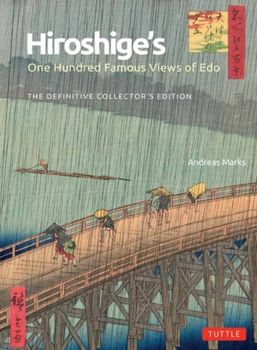 Hiroshige's
One Hundred Famous Views of Edo
THE DEFINITIVE COLLECTOR'S EDITION
Andreas Marks
TUTTLE